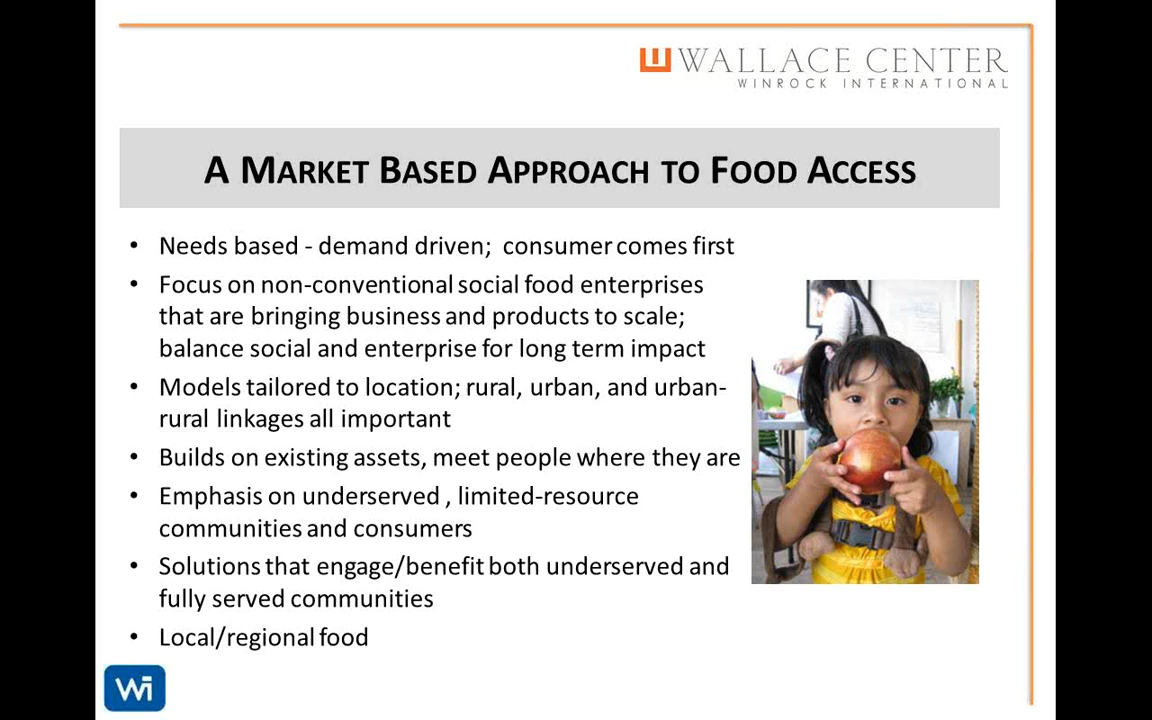 WALLACE CENTER
WINROCK INTERNATIONAL
A MARKET BASED APPROACH TO FOOD ACCESS
• Needs based - demand driven; consumer comes first
• Focus on non-conventional social food enterprises
that are bringing business and products to scale;
balance social and enterprise for long term impact
• Models tailored to location; rural, urban, and urban-
rural linkages all important
• Builds on existing assets, meet people where they are
• Emphasis on underserved , limited-resource
communities and consumers
• Solutions that engage/benefit both underserved and
fully served communities
• Local/regional food
Wi